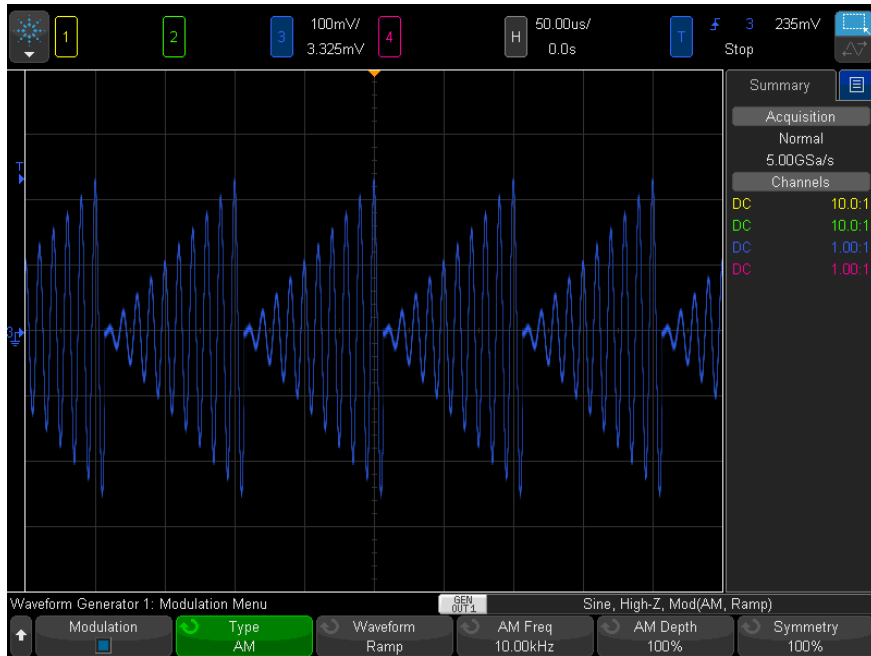 1 2 3 100mV/ 3.325mV 4 H 50.00us/ 0.0s T 3 235mV Stop
Summary
Acquisition
Normal
5.00GSa/s
Channels
DC 10.0:1
DC 10.0:1
DC 1.00:1
DC 1.00:1
T
3
Waveform Generator 1: Modulation Menu
GEN
OUT1
Sine, High-Z, Mod(AM, Ramp)
Modulation
Type
AM
Waveform
Ramp
AM Freq
10.00kHz
AM Depth
100%
Symmetry
100%